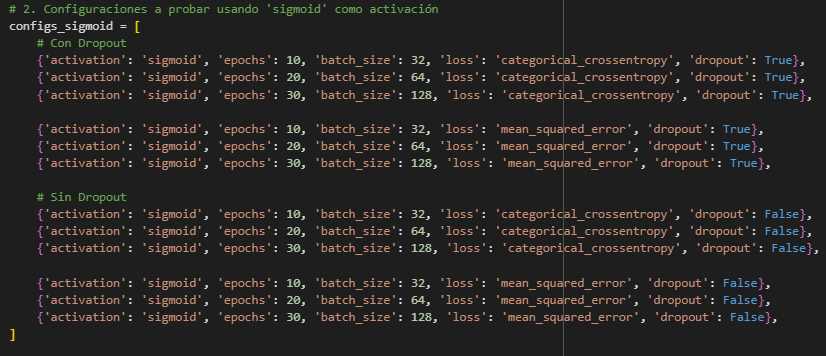 # 2. Configuraciones a probar usando 'sigmoid' como activación
configs_sigmoid = [
    # Con Dropout
    {'activation': 'sigmoid', 'epochs': 10, 'batch_size': 32, 'loss': 'categorical_crossentropy', 'dropout': True},
    {'activation': 'sigmoid', 'epochs': 20, 'batch_size': 64, 'loss': 'categorical_crossentropy', 'dropout': True},
    {'activation': 'sigmoid', 'epochs': 30, 'batch_size': 128, 'loss': 'categorical_crossentropy', 'dropout': True},

    {'activation': 'sigmoid', 'epochs': 10, 'batch_size': 32, 'loss': 'mean_squared_error', 'dropout': True},
    {'activation': 'sigmoid', 'epochs': 20, 'batch_size': 64, 'loss': 'mean_squared_error', 'dropout': True},
    {'activation': 'sigmoid', 'epochs': 30, 'batch_size': 128, 'loss': 'mean_squared_error', 'dropout': True},

    # Sin Dropout
    {'activation': 'sigmoid', 'epochs': 10, 'batch_size': 32, 'loss': 'categorical_crossentropy', 'dropout': False},
    {'activation': 'sigmoid', 'epochs': 20, 'batch_size': 64, 'loss': 'categorical_crossentropy', 'dropout': False},
    {'activation': 'sigmoid', 'epochs': 30, 'batch_size': 128, 'loss': 'categorical_crossentropy', 'dropout': False},

    {'activation': 'sigmoid', 'epochs': 10, 'batch_size': 32, 'loss': 'mean_squared_error', 'dropout': False},
    {'activation': 'sigmoid', 'epochs': 20, 'batch_size': 64, 'loss': 'mean_squared_error', 'dropout': False},
    {'activation': 'sigmoid', 'epochs': 30, 'batch_size': 128, 'loss': 'mean_squared_error', 'dropout': False},
]